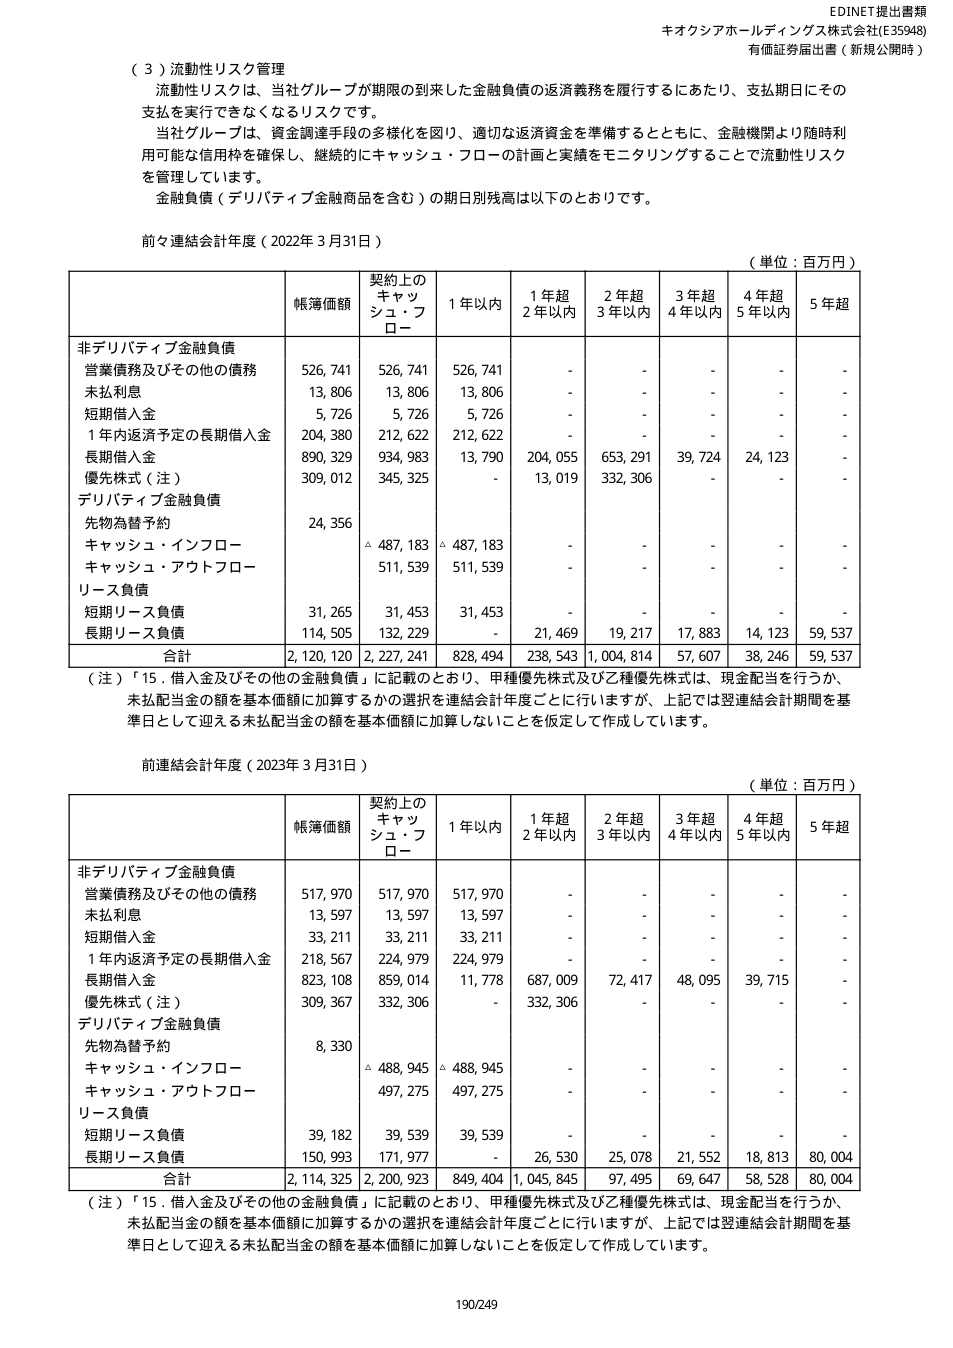 EDINET提出書類
キオクシアホールディングス株式会社(E35948)
有価証券届出書（新規公開時）
（３）流動性リスク管理
流動性リスクは、当社グループが期限の到来した金融負債の返済義務を履行するにあたり、支払期日にその
支払を実行できなくなるリスクです。
当社グループは、資金調達手段の多様化を図り、適切な返済資金を準備するとともに、金融機関より随時利
用可能な信用枠を確保し、継続的にキャッシュ・フローの計画と実績をモニタリングすることで流動性リスク
を管理しています。
金融負債（デリバティブ金融商品を含む）の期日別残高は以下のとおりです。
前々連結会計年度（2022年３月31日）
（単位：百万円）
帳簿価額 契約上のキャッシュ・フロー １年以内 １年超２年以内 ２年超３年以内 ３年超４年以内 ４年超５年以内 ５年超
非デリバティブ金融負債
営業債務及びその他の債務 526,741 526,741 526,741 - - - - -
未払利息 13,806 13,806 13,806 - - - - -
短期借入金 5,726 5,726 5,726 - - - - -
１年内返済予定の長期借入金 204,380 212,622 212,622 - - - - -
長期借入金 890,329 934,983 13,790 204,055 653,291 39,724 24,123 -
優先株式（注） 309,012 345,325 - 13,019 332,306 - - -
デリバティブ金融負債
先物為替予約 24,356
キャッシュ・インフロー △487,183 △487,183 - - - - -
キャッシュ・アウトフロー 511,539 511,539 - - - - -
リース負債
短期リース負債 31,265 31,453 31,453 - - - - -
長期リース負債 114,505 132,229 - 21,469 19,217 17,883 14,123 59,537
合計 2,120,120 2,227,241 828,494 238,543 1,004,814 57,607 38,246 59,537
（注）「15．借入金及びその他の金融負債」に記載のとおり、甲種優先株式及び乙種優先株式は、現金配当を行うか、
未払配当金の額を基本価額に加算するかの選択を連結会計年度ごとに行いますが、上記では翌連結会計期間を基
準日として迎える未払配当金の額を基本価額に加算しないことを仮定して作成しています。
前連結会計年度（2023年３月31日）
（単位：百万円）
帳簿価額 契約上のキャッシュ・フロー １年以内 １年超２年以内 ２年超３年以内 ３年超４年以内 ４年超５年以内 ５年超
非デリバティブ金融負債
営業債務及びその他の債務 517,970 517,970 517,970 - - - - -
未払利息 13,597 13,597 13,597 - - - - -
短期借入金 33,211 33,211 33,211 - - - - -
１年内返済予定の長期借入金 218,567 224,979 224,979 - - - - -
長期借入金 823,108 859,014 11,778 687,009 72,417 48,095 39,715 -
優先株式（注） 309,367 332,306 - 332,306 - - - -
デリバティブ金融負債
先物為替予約 8,330
キャッシュ・インフロー △488,945 △488,945 - - - - -
キャッシュ・アウトフロー 497,275 497,275 - - - - -
リース負債
短期リース負債 39,182 39,539 39,539 - - - - -
長期リース負債 150,993 171,977 - 26,530 25,078 21,552 18,813 80,004
合計 2,114,325 2,200,923 849,404 1,045,845 97,495 69,647 58,528 80,004
（注）「15．借入金及びその他の金融負債」に記載のとおり、甲種優先株式及び乙種優先株式は、現金配当を行うか、
未払配当金の額を基本価額に加算するかの選択を連結会計年度ごとに行いますが、上記では翌連結会計期間を基
準日として迎える未払配当金の額を基本価額に加算しないことを仮定して作成しています。
190/249